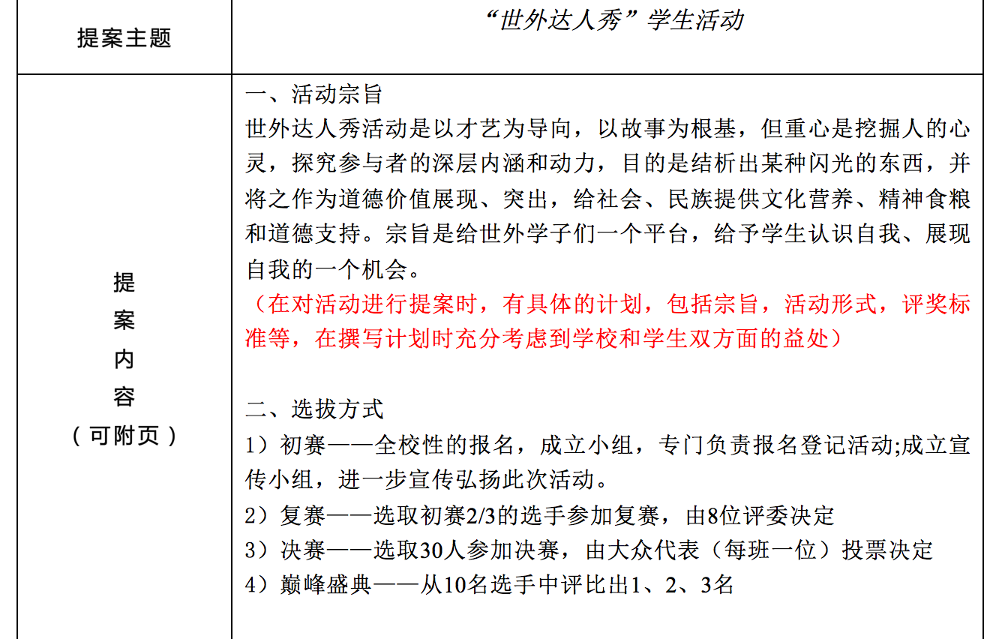 提案主题
“世外达人秀”学生活动
提
案
内
容
（可附页）
一、活动宗旨
世外达人秀活动是以才艺为导向，以故事为根基，但重心是挖掘人的心
灵，探究参与者的深层内涵和动力，目的是结析出某种闪光的东西，并
将之作为道德价值展现、突出，给社会、民族提供文化营养、精神食粮
和道德支持。宗旨是给世外学子们一个平台，给予学生认识自我、展现
自我的一个机会。
（在对活动进行提案时，有具体的计划，包括宗旨，活动形式，评奖标
准等，在撰写计划时充分考虑到学校和学生双方面的益处）
二、选拔方式
1）初赛——全校性的报名，成立小组，专门负责报名登记活动;成立宣
传小组，进一步宣传弘扬此次活动。
2）复赛——选取初赛2/3的选手参加复赛，由8位评委决定
3）决赛——选取30人参加决赛，由大众代表（每班一位）投票决定
4）巅峰盛典——从10名选手中评比出1、2、3名